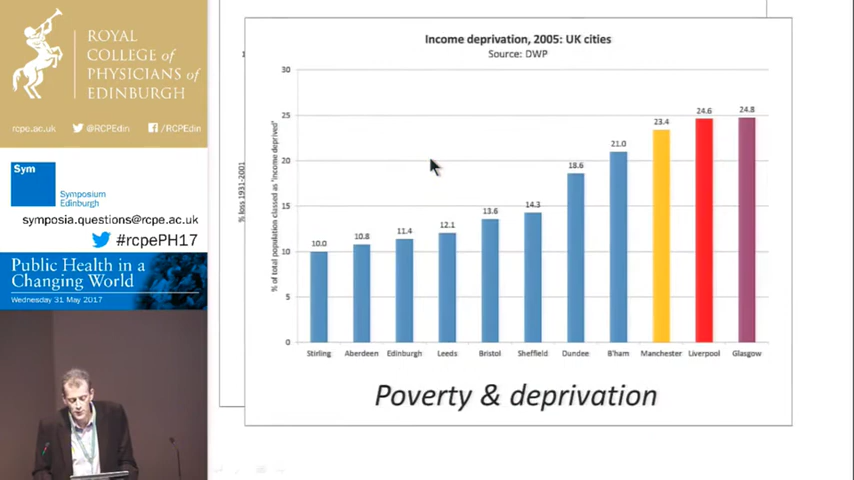 ROYAL
COLLEGE of
PHYSICIANS of
EDINBURGH
rcpe.ac.uk @RCPEdin /RCPEdin
Sym
Symposium
Edinburgh
symposia.questions@rcpe.ac.uk
#rcpePH17
Public Health in a
Changing World
Wednesday 31 May 2017
% loss 1931-2001
Income deprivation, 2005: UK cities
Source: DWP
% of total population classed as 'income deprived'
30
25
20
15
10
5
0
10.0
10.8
11.4
12.1
13.6
14.3
18.6
21.0
23.4
24.6
24.8
Stirling Aberdeen Edinburgh Leeds Bristol Sheffield Dundee B'ham Manchester Liverpool Glasgow
Poverty & deprivation